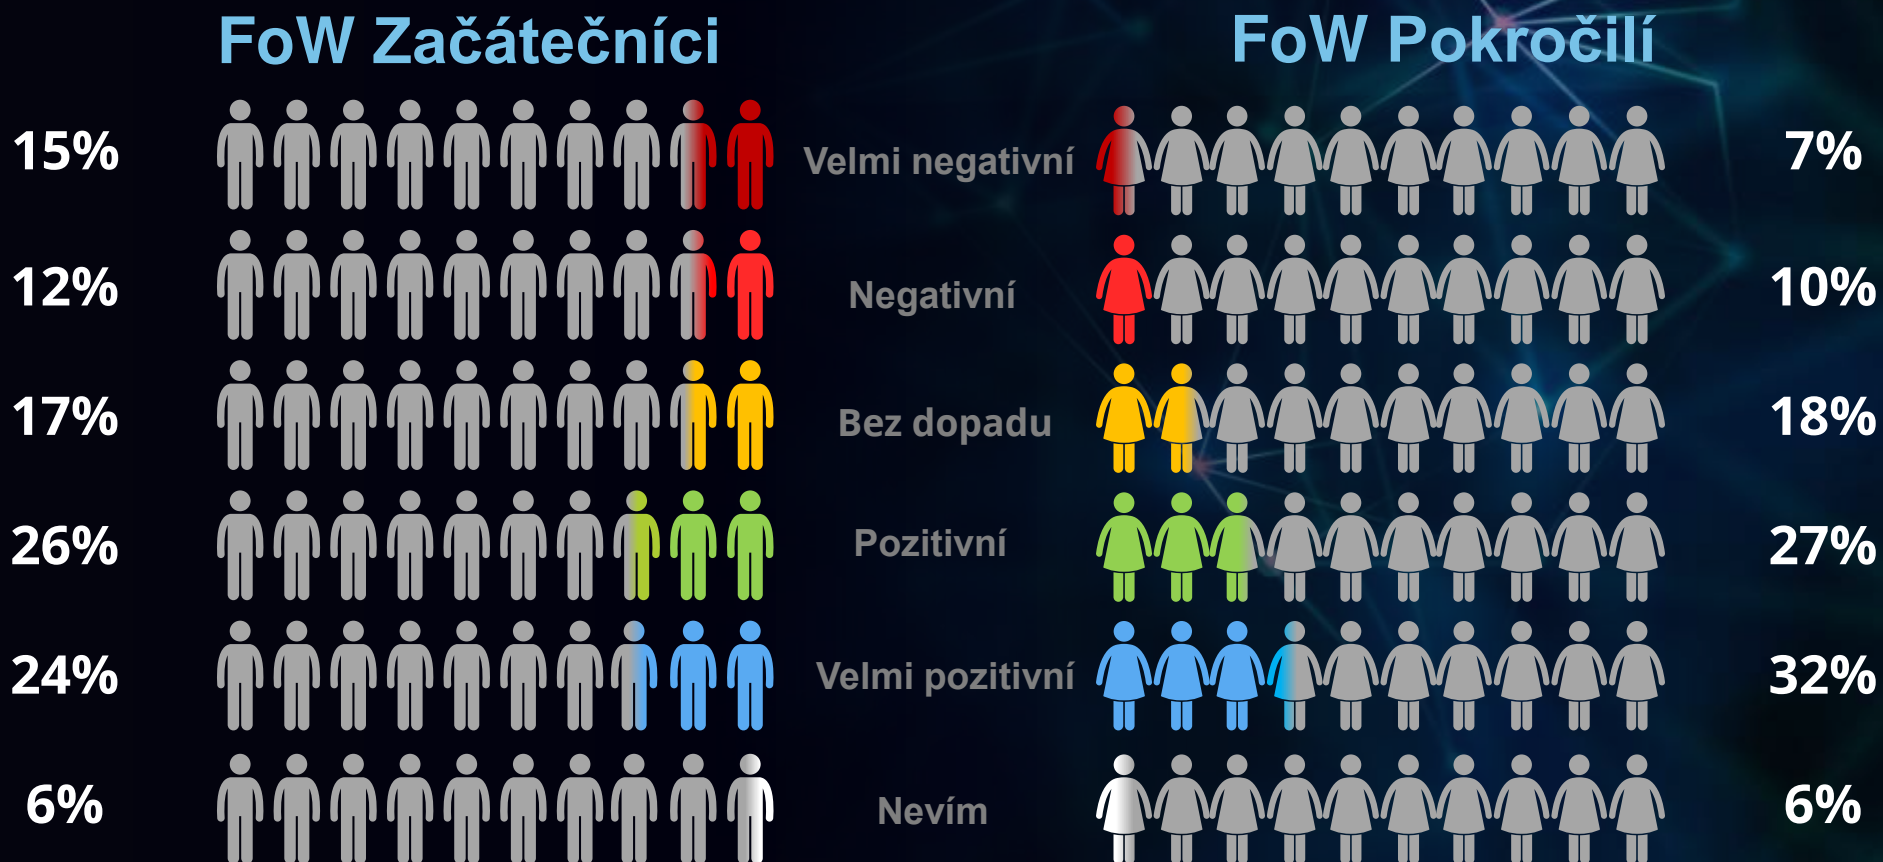 FoW Začátečníci
FoW Pokročilí
15%
Velmi negativní
7%
12%
Negativní
10%
17%
Bez dopadu
18%
26%
Pozitivní
27%
24%
Velmi pozitivní
32%
6%
Nevím
6%